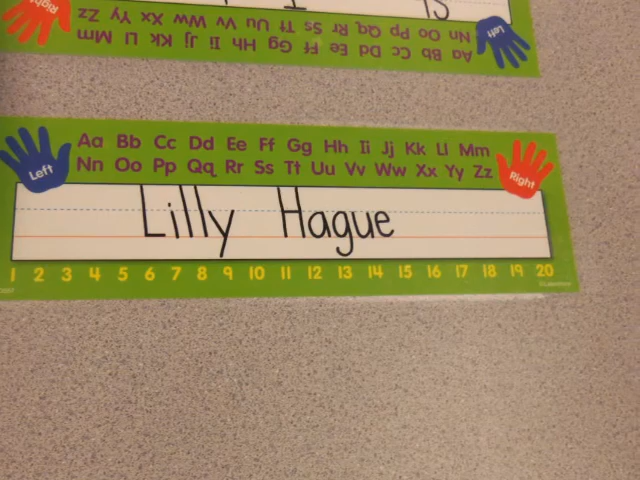 Nn Oo Pp Qq Rr Ss Tt Uu Vv Ww Xx Yy Zz
Aa Bb Cc Dd Ee Ff Gg Hh Ii Jj Kk Ll Mm
Left
Right
Aa Bb Cc Dd Ee Ff Gg Hh Ii Jj Kk Ll Mm
Nn Oo Pp Qq Rr Ss Tt Uu Vv Ww Xx Yy Zz
Left
Right
Lilly Hague
1 2 3 4 5 6 7 8 9 10 11 12 13 14 15 16 17 18 19 20